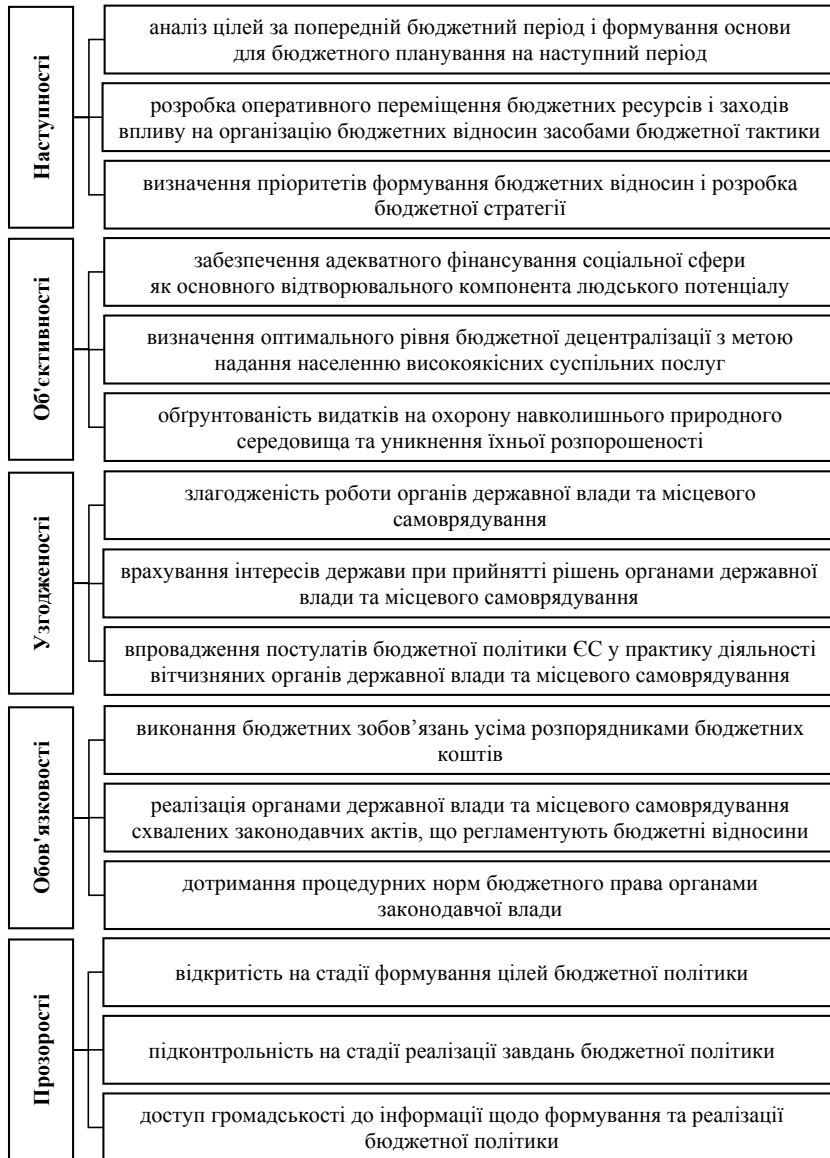 Наступності
аналіз цілей за попередній бюджетний період і формування основи
для бюджетного планування на наступний період
розробка оперативного переміщення бюджетних ресурсів і заходів
впливу на організацію бюджетних відносин засобами бюджетної тактики
визначення пріоритетів формування бюджетних відносин і розробка
бюджетної стратегії
Об'єктивності
забезпечення адекватного фінансування соціальної сфери
як основного відтворювального компонента людського потенціалу
визначення оптимального рівня бюджетної децентралізації з метою
надання населенню високоякісних суспільних послуг
обґрунтованість видатків на охорону навколишнього природного
середовища та уникнення їхньої розпорошеності
Узгодженості
злагодженість роботи органів державної влади та місцевого
самоврядування
врахування інтересів держави при прийнятті рішень органами державної
влади та місцевого самоврядування
впровадження постулатів бюджетної політики ЄС у практику діяльності
вітчизняних органів державної влади та місцевого самоврядування
Обов'язковості
виконання бюджетних зобов’язань усіма розпорядниками бюджетних
коштів
реалізація органами державної влади та місцевого самоврядування
схвалених законодавчих актів, що регламентують бюджетні відносини
дотримання процедурних норм бюджетного права органами
законодавчої влади
Прозорості
відкритість на стадії формування цілей бюджетної політики
підконтрольність на стадії реалізації завдань бюджетної політики
доступ громадськості до інформації щодо формування та реалізації
бюджетної політики